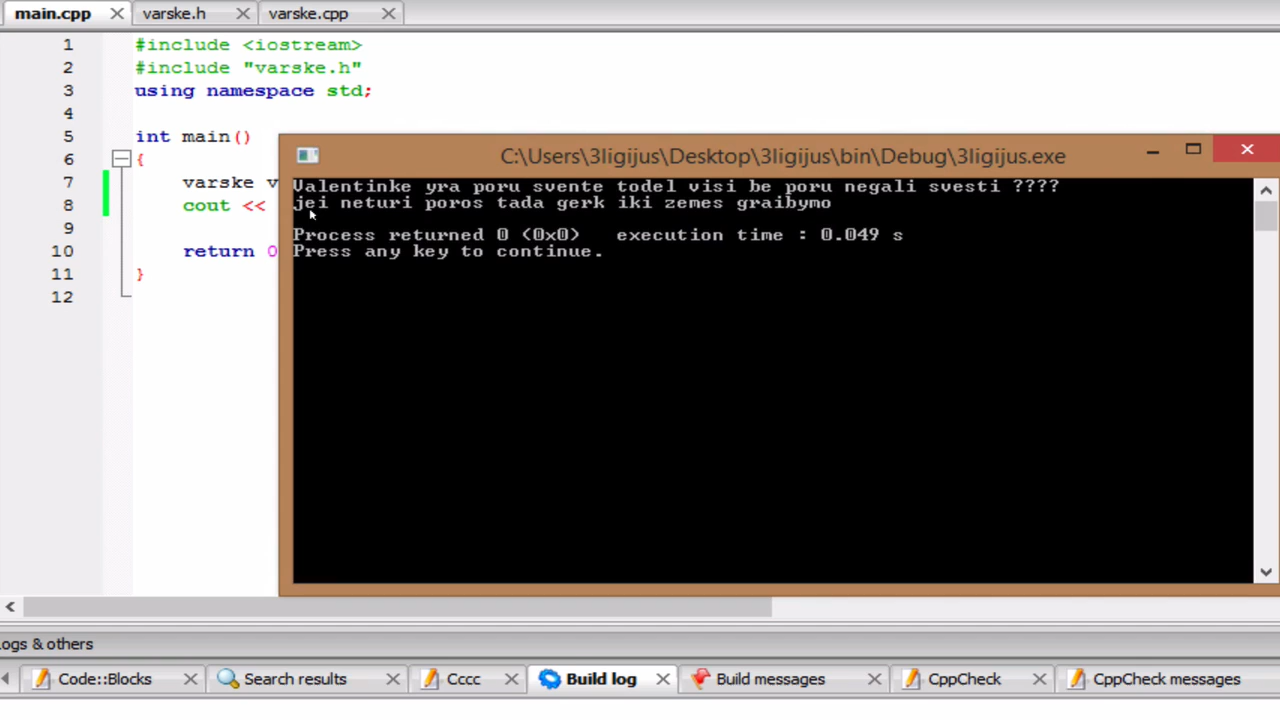 main.cpp
varske.h
varske.cpp
1 #include <iostream>
2 #include "varske.h"
3 using namespace std;
4
5 int main()
6 {
7 varske v
8 cout <<
9
10 return 0
11 }
12
C:\Users\3ligijus\Desktop\3ligijus\bin\Debug\3ligijus.exe
Valentinke yra poru svente todel visi be poru negali svesti ????
jei neturi poros tada gerk iki zemes graibymo
Process returned 0 (0x0) execution time : 0.049 s
Press any key to continue.
ogs & others
Code::Blocks
Search results
Cccc
Build log
Build messages
CppCheck
CppCheck messages